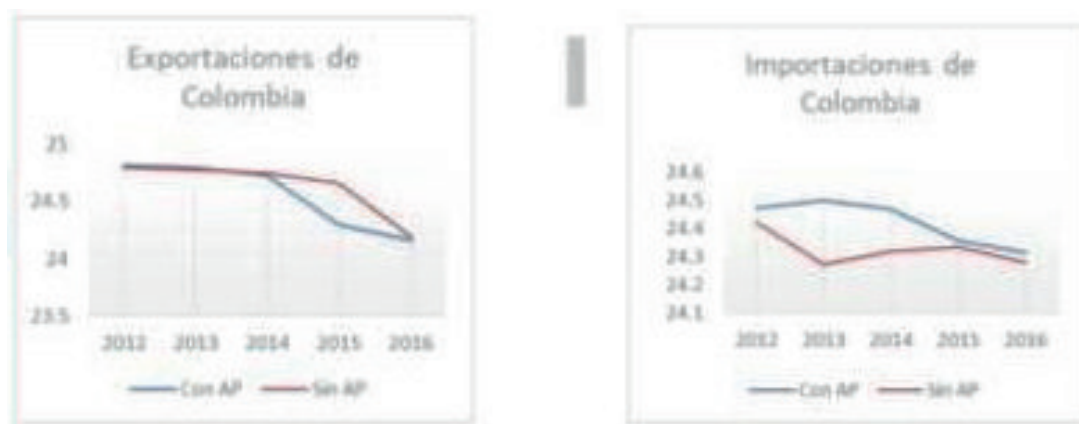 Exportaciones de
Colombia
25
24.5
24
23.5
2012 2013 2014 2015 2016
Con AP Sin AP
Importaciones de
Colombia
24.6
24.5
24.4
24.3
24.2
24.1
2012 2013 2014 2015 2016
Con AP Sin AP